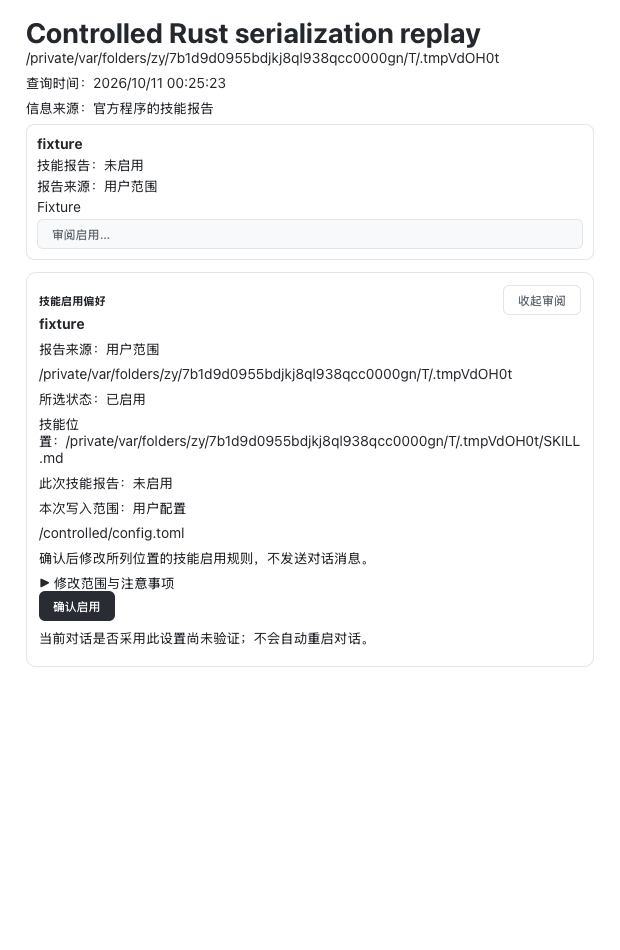 Controlled Rust serialization replay
/private/var/folders/zy/7b1d9d0955bdjkj8ql938qcc0000gn/T/.tmpVdOH0t
查询时间：2026/10/11 00:25:23
信息来源：官方程序的技能报告
fixture
技能报告：未启用
报告来源：用户范围
Fixture
审阅启用…
技能启用偏好
收起审阅
fixture
报告来源：用户范围
/private/var/folders/zy/7b1d9d0955bdjkj8ql938qcc0000gn/T/.tmpVdOH0t
所选状态：已启用
技能位
置：/private/var/folders/zy/7b1d9d0955bdjkj8ql938qcc0000gn/T/.tmpVdOH0t/SKILL
.md
此次技能报告：未启用
本次写入范围：用户配置
/controlled/config.toml
确认后修改所列位置的技能启用规则，不发送对话消息。
▶ 修改范围与注意事项
确认启用
当前对话是否采用此设置尚未验证；不会自动重启对话。